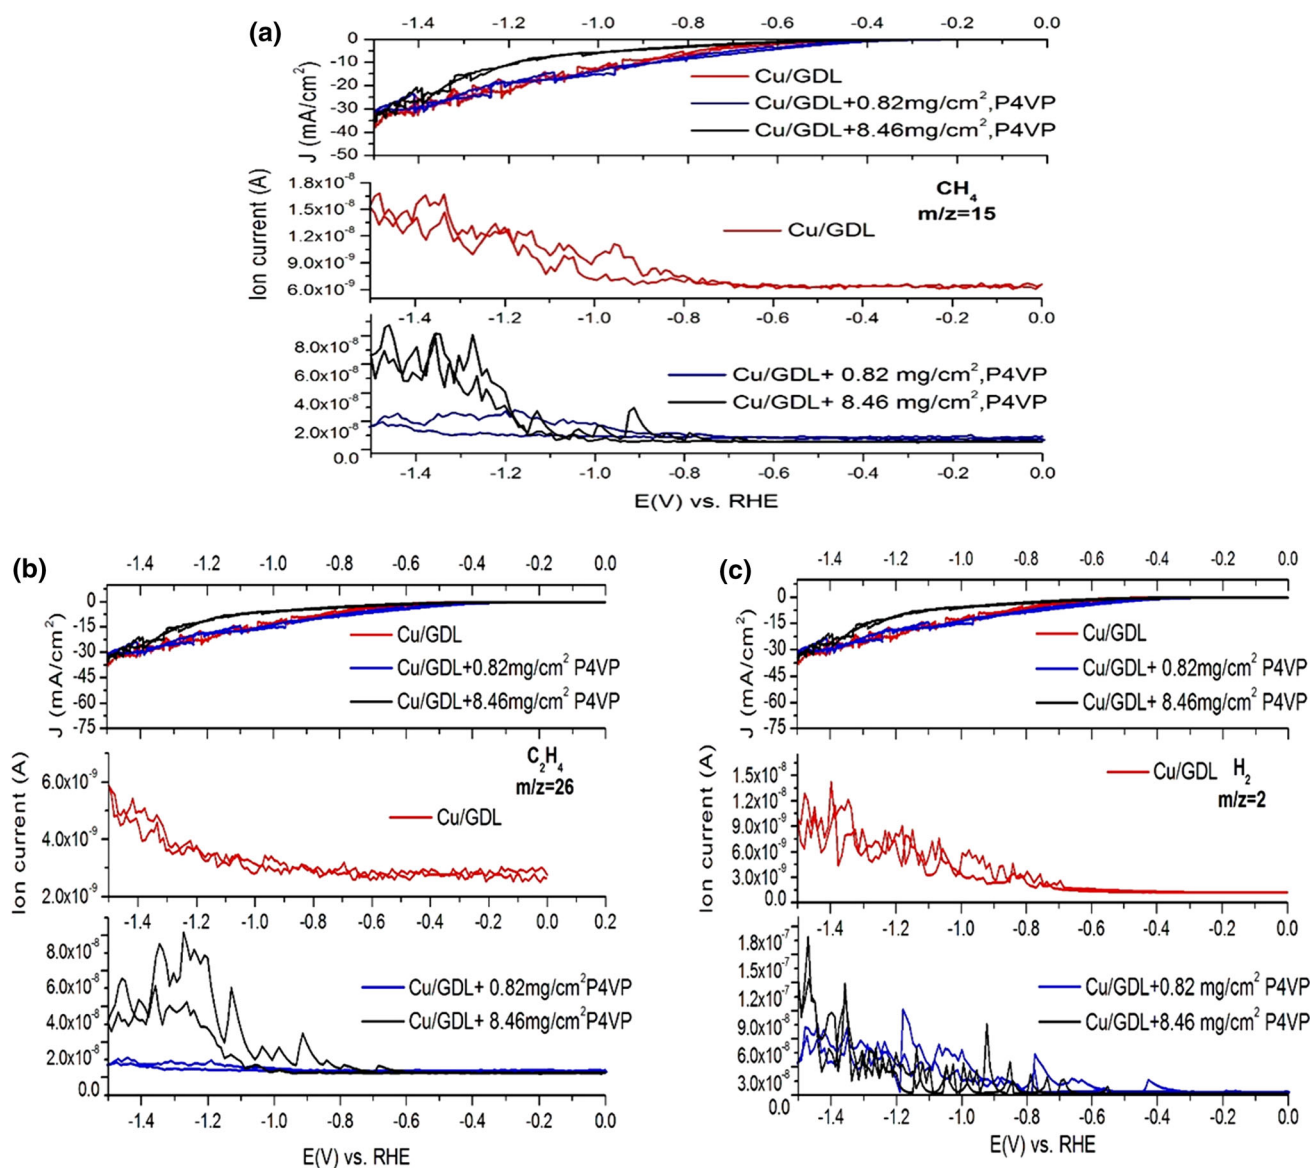 (a)
-1.4 -1.2 -1.0 -0.8 -0.6 -0.4 -0.2 0.0
J (mA/cm²)
0
-10
-20
-30
-40
-50
Cu/GDL
Cu/GDL+0.82mg/cm²,P4VP
Cu/GDL+8.46mg/cm²,P4VP
Ion current (A)
1.8x10⁻⁸
1.5x10⁻⁸
1.2x10⁻⁸
9.0x10⁻⁹
6.0x10⁻⁹
CH₄
m/z=15
Cu/GDL
-1.4 -1.2 -1.0 -0.8 -0.6 -0.4 -0.2 0.0
8.0x10⁻⁸
6.0x10⁻⁸
4.0x10⁻⁸
2.0x10⁻⁸
0.0
Cu/GDL+ 0.82 mg/cm²,P4VP
Cu/GDL+ 8.46 mg/cm²,P4VP
-1.4 -1.2 -1.0 -0.8 -0.6 -0.4 -0.2 0.0
E(V) vs. RHE
(b)
-1.4 -1.2 -1.0 -0.8 -0.6 -0.4 -0.2 0.0
J (mA/cm²)
0
-15
-30
-45
-60
-75
Cu/GDL
Cu/GDL+0.82mg/cm² P4VP
Cu/GDL+8.46mg/cm² P4VP
Ion current (A)
6.0x10⁻⁹
4.0x10⁻⁹
2.0x10⁻⁹
C₂H₄
m/z=26
Cu/GDL
-1.4 -1.2 -1.0 -0.8 -0.6 -0.4 -0.2 0.0 0.2
8.0x10⁻⁸
6.0x10⁻⁸
4.0x10⁻⁸
2.0x10⁻⁸
0.0
Cu/GDL+ 0.82mg/cm²P4VP
Cu/GDL+ 8.46mg/cm²P4VP
-1.4 -1.2 -1.0 -0.8 -0.6 -0.4 -0.2 0.0
E(V) vs. RHE
(c)
-1.4 -1.2 -1.0 -0.8 -0.6 -0.4 -0.2 0.0
J (mA/cm²)
0
-15
-30
-45
-60
-75
Cu/GDL
Cu/GDL+ 0.82mg/cm² P4VP
Cu/GDL+ 8.46mg/cm² P4VP
Ion current (A)
1.5x10⁻⁸
1.2x10⁻⁸
9.0x10⁻⁹
6.0x10⁻⁹
3.0x10⁻⁹
0.0
Cu/GDL
H₂
m/z=2
-1.4 -1.2 -1.0 -0.8 -0.6 -0.4 -0.2 0.0
1.8x10⁻⁷
1.5x10⁻⁷
1.2x10⁻⁷
9.0x10⁻⁸
6.0x10⁻⁸
3.0x10⁻⁸
0.0
Cu/GDL+0.82 mg/cm² P4VP
Cu/GDL+8.46 mg/cm² P4VP
-1.4 -1.2 -1.0 -0.8 -0.6 -0.4 -0.2 0.0
E(V) vs. RHE